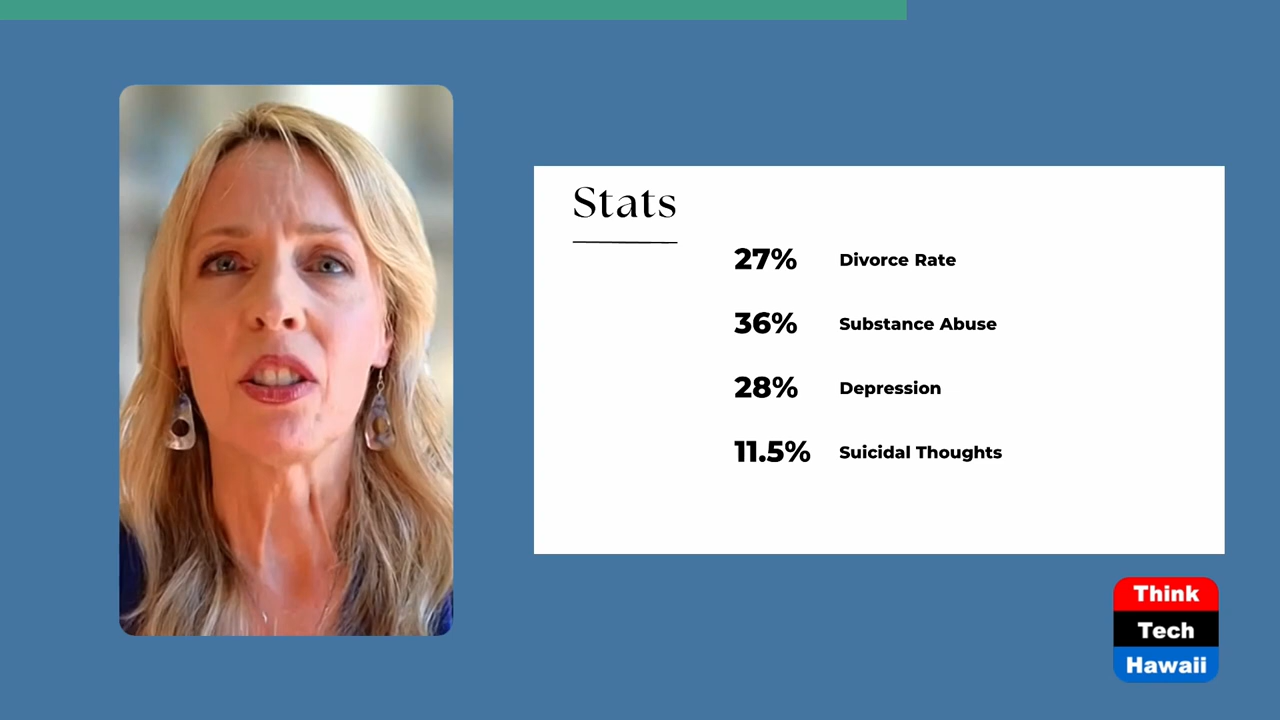 Stats
27% Divorce Rate
36% Substance Abuse
28% Depression
11.5% Suicidal Thoughts
Think
Tech
Hawaii